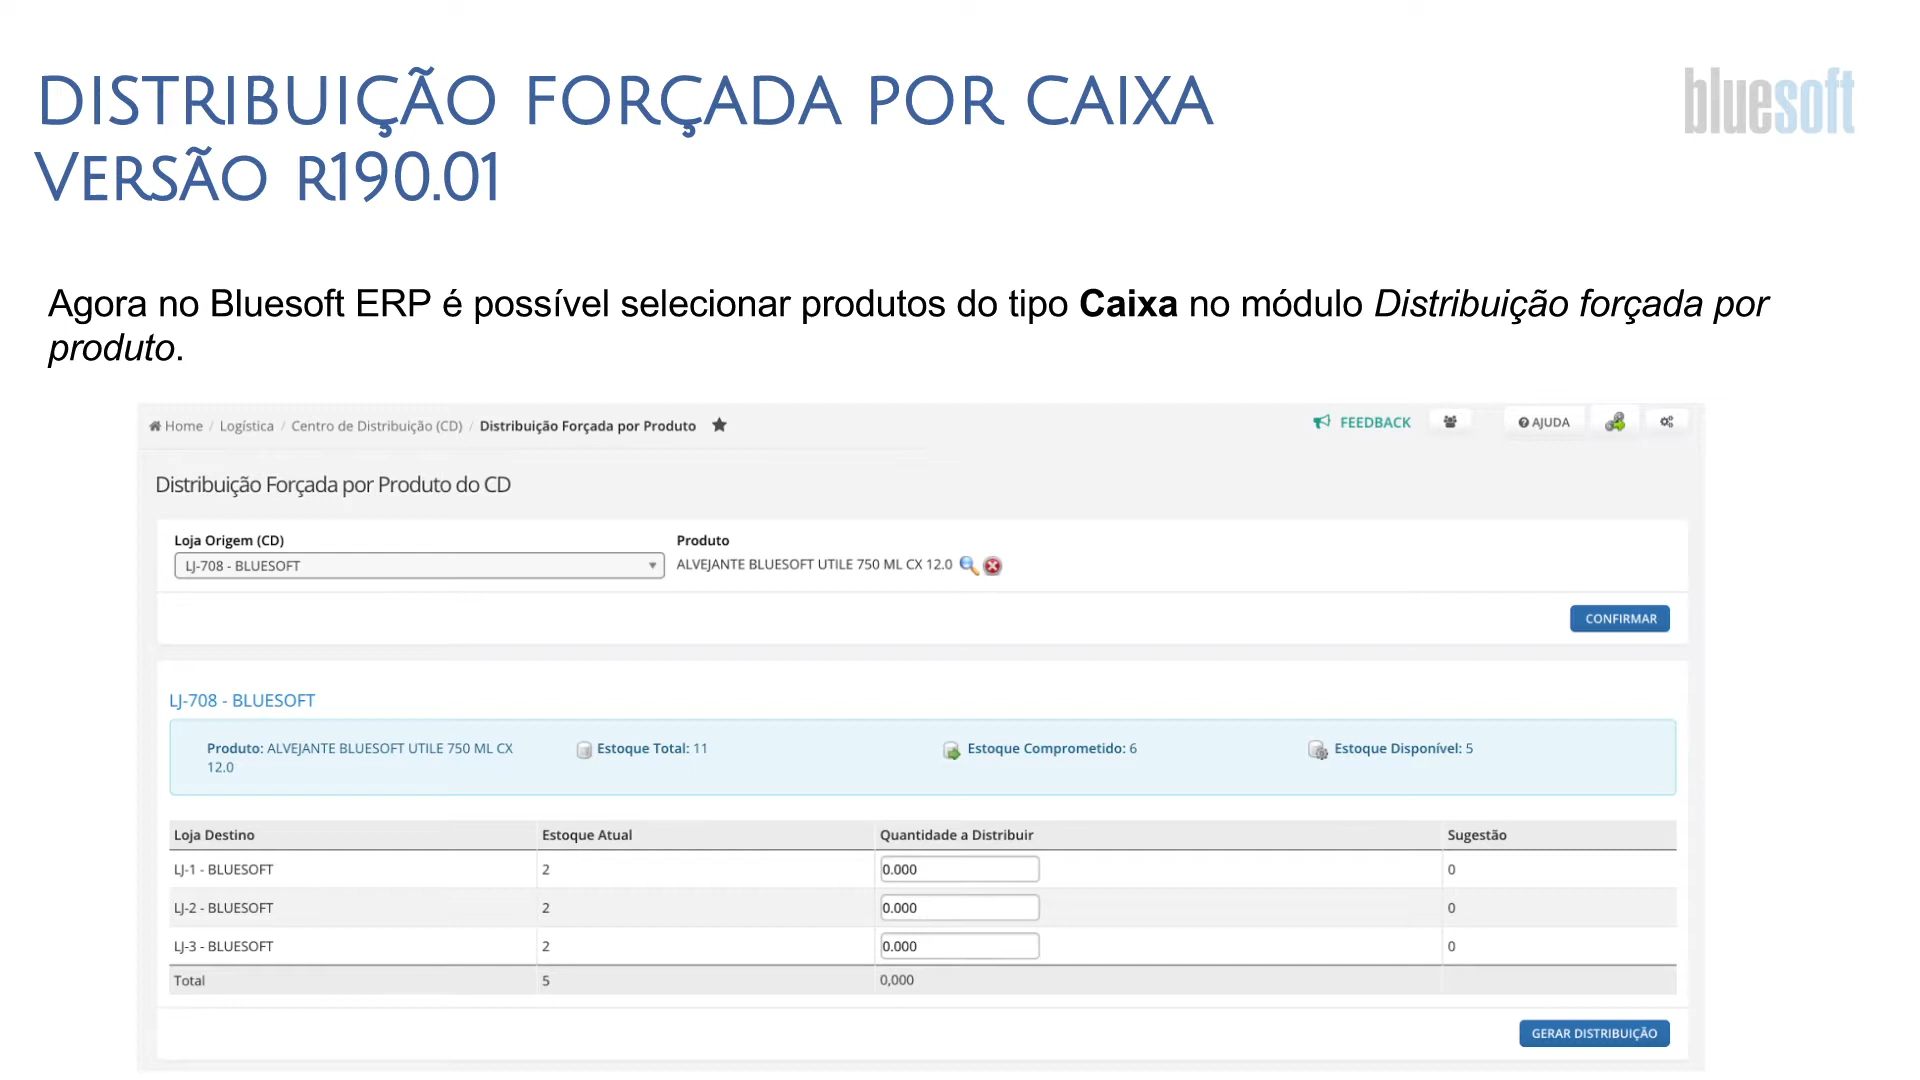 DISTRIBUIÇÃO FORÇADA POR CAIXA
VERSÃO R190.01
bluesoft
Agora no Bluesoft ERP é possível selecionar produtos do tipo Caixa no módulo Distribuição forçada por
produto.
Home / Logística / Centro de Distribuição (CD) / Distribuição Forçada por Produto
FEEDBACK
AJUDA
Distribuição Forçada por Produto do CD
Loja Origem (CD)
Produto
LJ-708 - BLUESOFT
ALVEJANTE BLUESOFT UTILE 750 ML CX 12.0
CONFIRMAR
LJ-708 - BLUESOFT
Produto: ALVEJANTE BLUESOFT UTILE 750 ML CX
12.0
Estoque Total: 11
Estoque Comprometido: 6
Estoque Disponível: 5
Loja Destino Estoque Atual Quantidade a Distribuir Sugestão
LJ-1 - BLUESOFT 2 0.000 0
LJ-2 - BLUESOFT 2 0.000 0
LJ-3 - BLUESOFT 2 0.000 0
Total 5 0,000
GERAR DISTRIBUIÇÃO